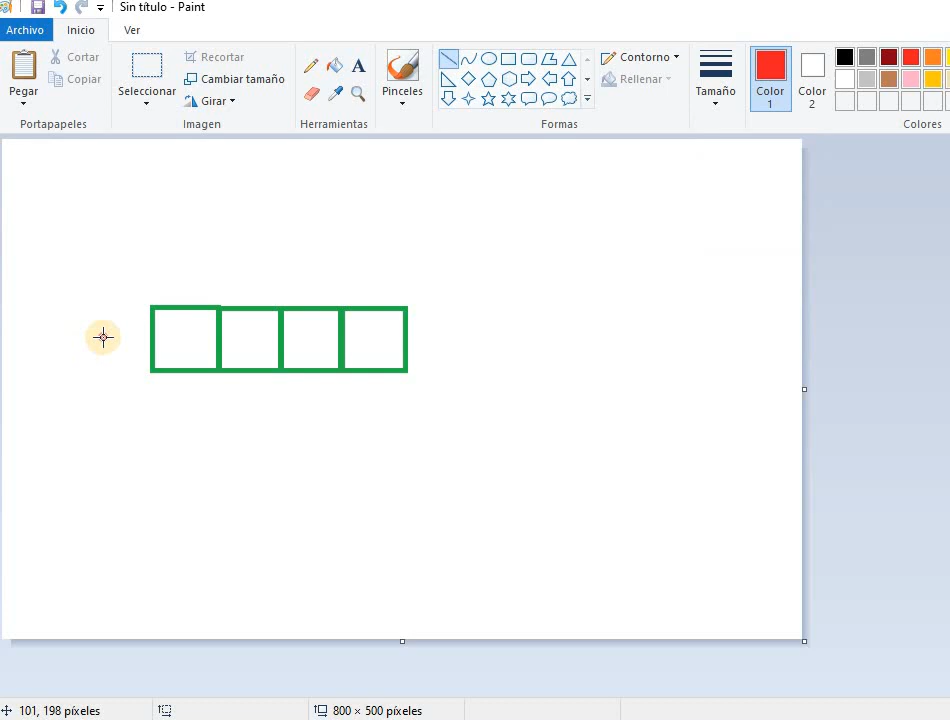 Sin título - Paint
Archivo Inicio Ver
Pegar
Cortar
Copiar
Portapapeles
Seleccionar
Recortar
Cambiar tamaño
Girar
Imagen
A
Herramientas
Pinceles
Formas
Contorno
Rellenar
Tamaño
Color
1
Color
2
Colores
101, 198 píxeles
800 × 500 píxeles